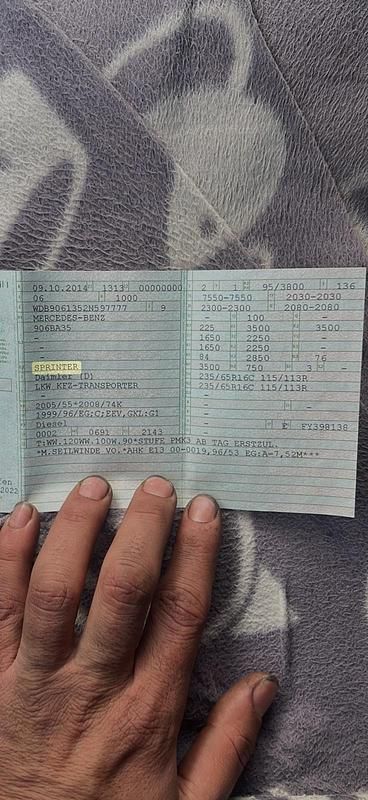 09.10.2014 1313 00000000 2 1 95/3800 136
06 1000 7550-7550 2030-2030
WDB9061352N597777 9 2300-2300 2080-2080
MERCEDES-BENZ - 100 - -
906BA35 225 3500 3500
- 1650 2250 -
- 1650 2250 -
- 84 2850 76
SPRINTER 3500 750 3 -
Daimler (D) 235/65R16C 115/113R
LKW KFZ-TRANSPORTER 235/65R16C 115/113R
- -
2005/55*2008/74K
1999/96/EG;C;EEV,GKL:G1
Diesel - FY398138
0002 0691 2143
T:WW.120WW.100W.90*STUFE PMK3 AB TAG ERSTZUL.
*M.SEILWINDE VO.*AHK E13 00-0019,96/53 EG:A-7,52M***
2022